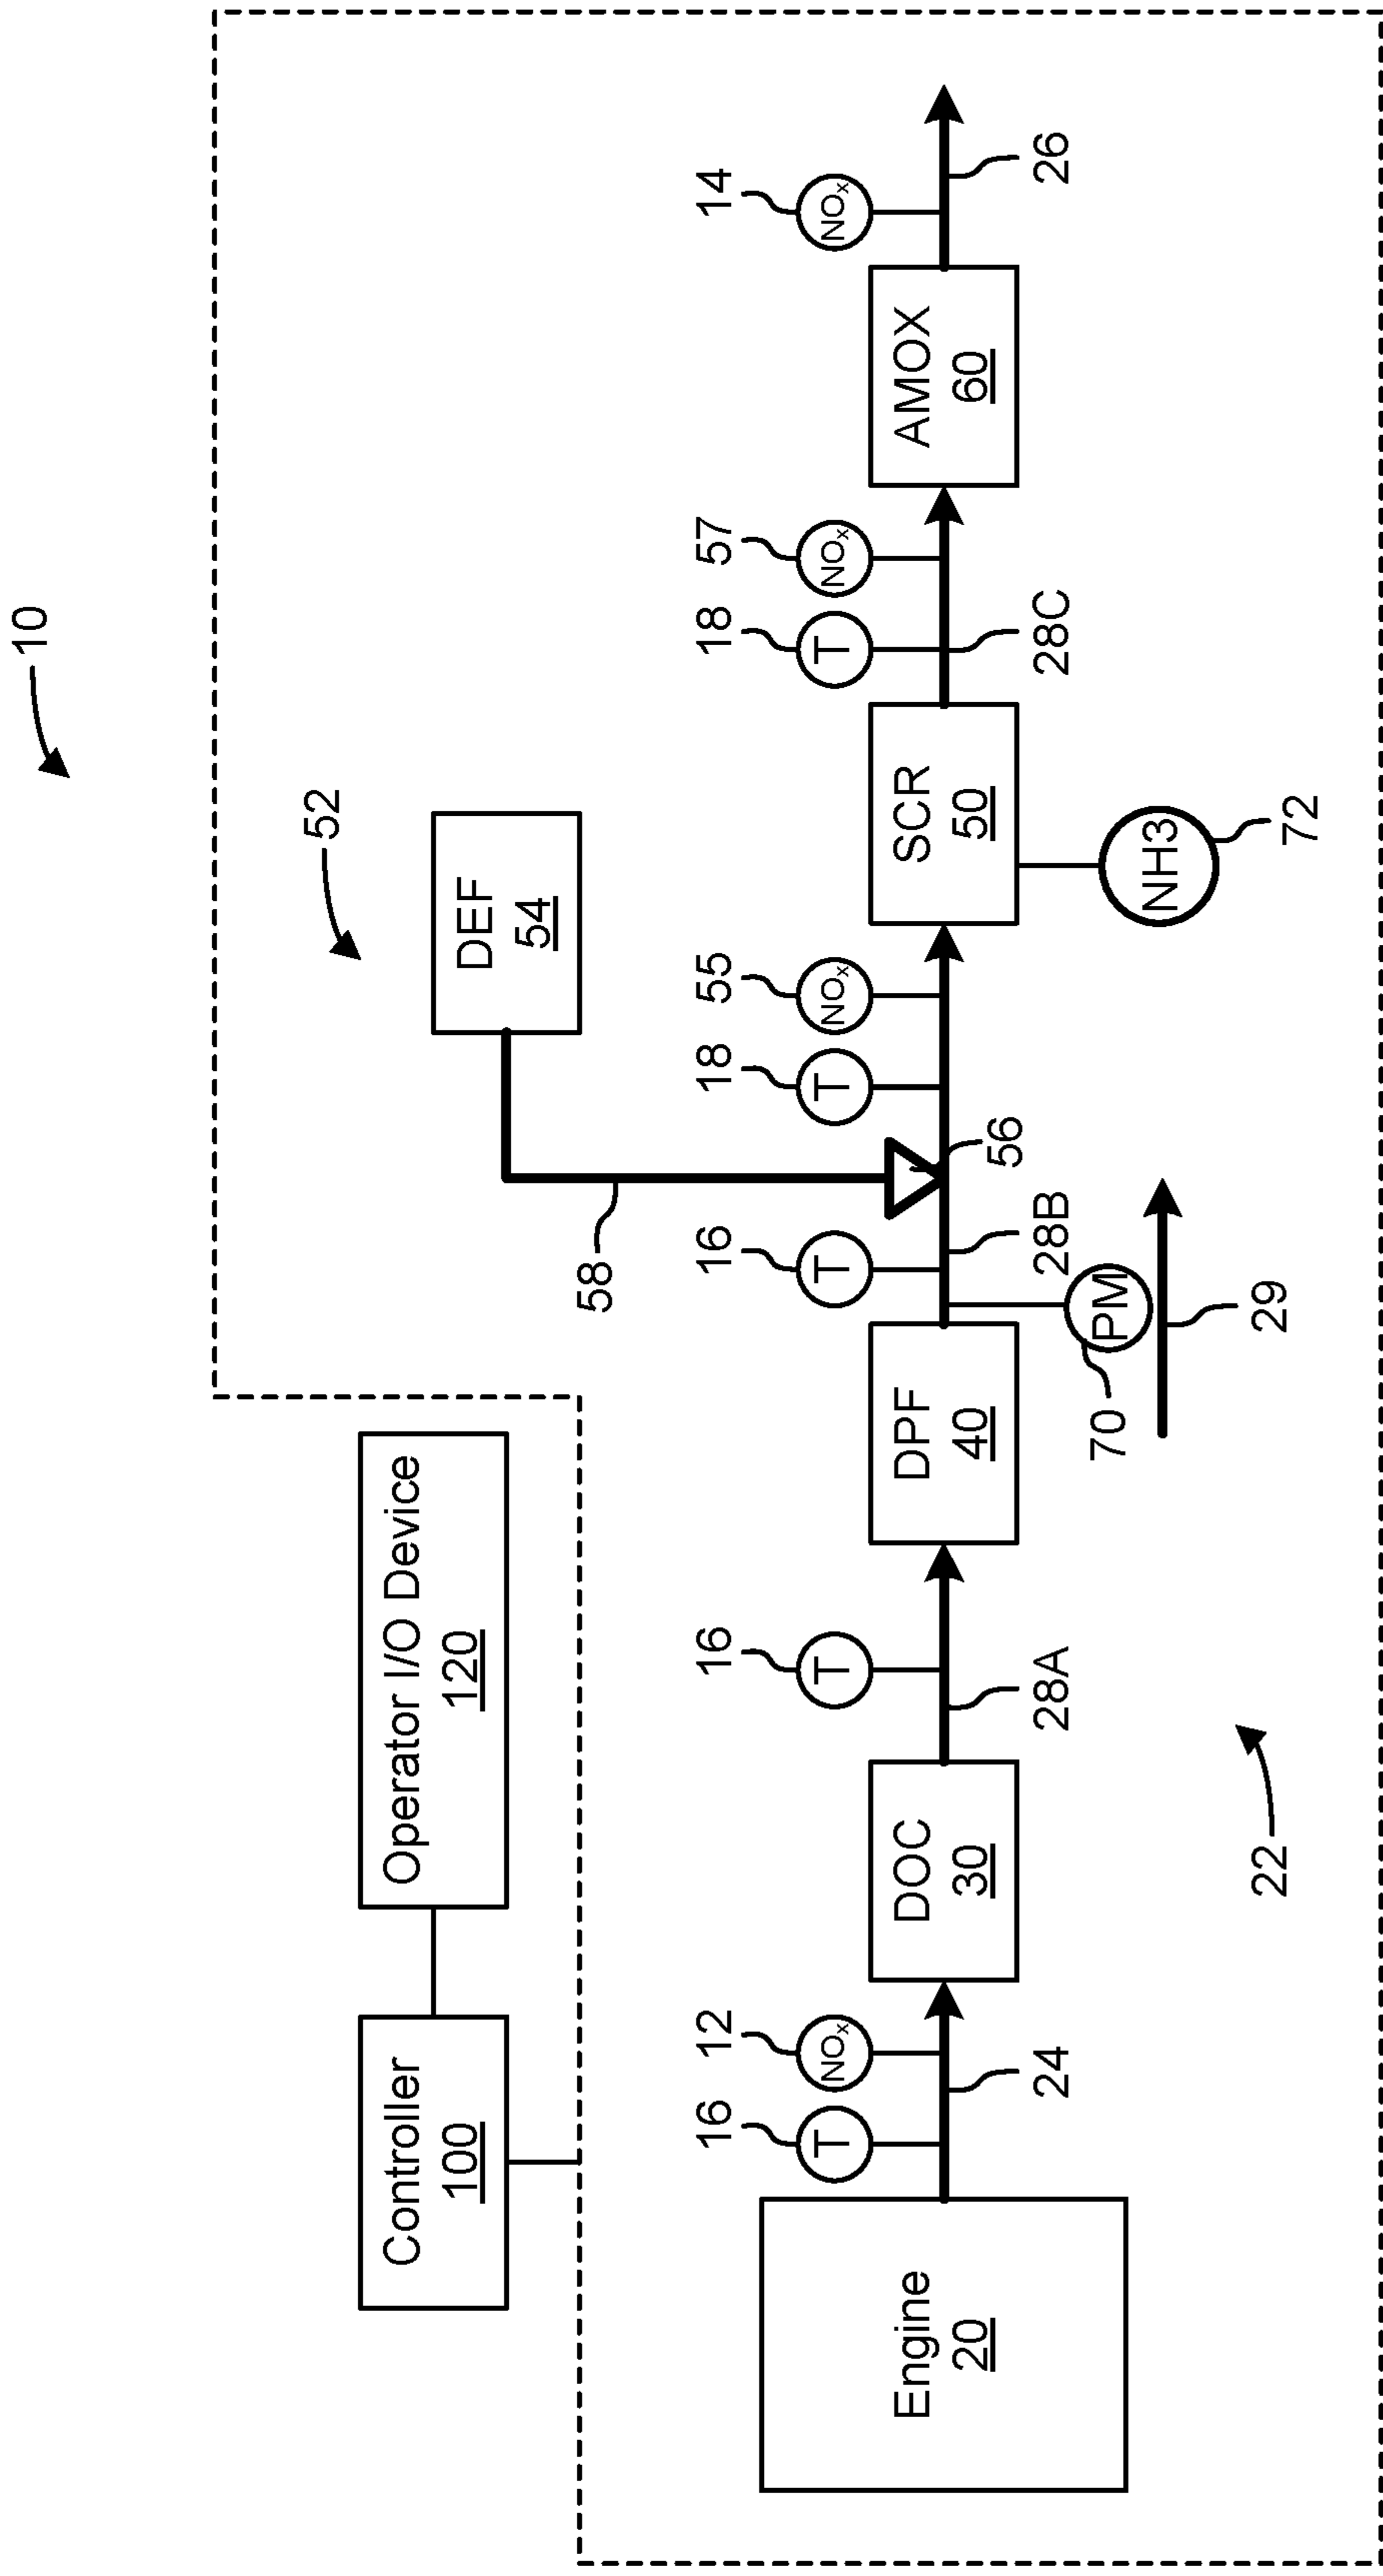 10
Controller
100
Operator I/O Device
120
52
DEF
54
58
16
12
16
16
18
55
18
57
14
T
NOₓ
T
T
T
NOₓ
T
NOₓ
NOₓ
Engine
20
DOC
30
DPF
40
SCR
50
AMOX
60
56
24
28A
28B
28C
26
70
PM
NH3
72
22
29